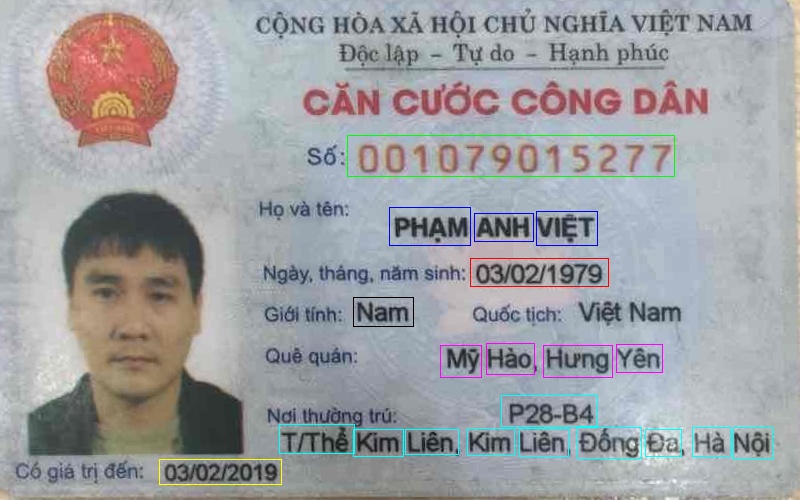 CỘNG HÒA XÃ HỘI CHỦ NGHĨA VIỆT NAM
Độc lập - Tự do - Hạnh phúc
CĂN CƯỚC CÔNG DÂN
Số: 001079015277
Họ và tên: PHẠM ANH VIỆT
Ngày, tháng, năm sinh: 03/02/1979
Giới tính: Nam Quốc tịch: Việt Nam
Quê quán: Mỹ Hào, Hưng Yên
Nơi thường trú: P28-B4
T/Thể Kim Liên, Kim Liên, Đống Đa, Hà Nội
Có giá trị đến: 03/02/2019